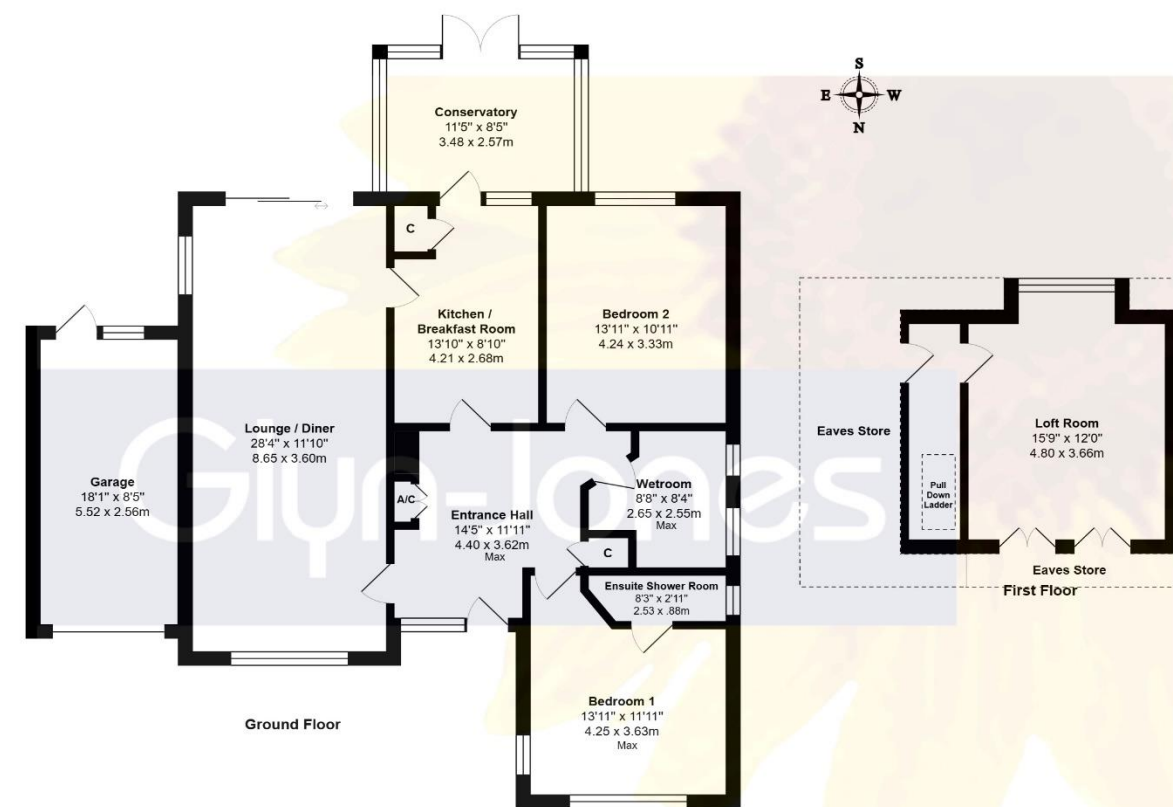 S
E W
N
Conservatory
11'5" x 8'5"
3.48 x 2.57m
C
Kitchen /
Breakfast Room
13'10" x 8'10"
4.21 x 2.68m
Bedroom 2
13'11" x 10'11"
4.24 x 3.33m
Lounge / Diner
28'4" x 11'10"
8.65 x 3.60m
Garage
18'1" x 8'5"
5.52 x 2.56m
Glyn-Jones
A/C
Entrance Hall
14'5" x 11'11"
4.40 x 3.62m
Max
Wetroom
8'8" x 8'4"
2.65 x 2.55m
Max
C
Ensuite Shower Room
8'3" x 2'11"
2.53 x .88m
Bedroom 1
13'11" x 11'11"
4.25 x 3.63m
Max
Ground Floor
Eaves Store
Loft Room
15'9" x 12'0"
4.80 x 3.66m
Pull
Down
Ladder
Eaves Store
First Floor